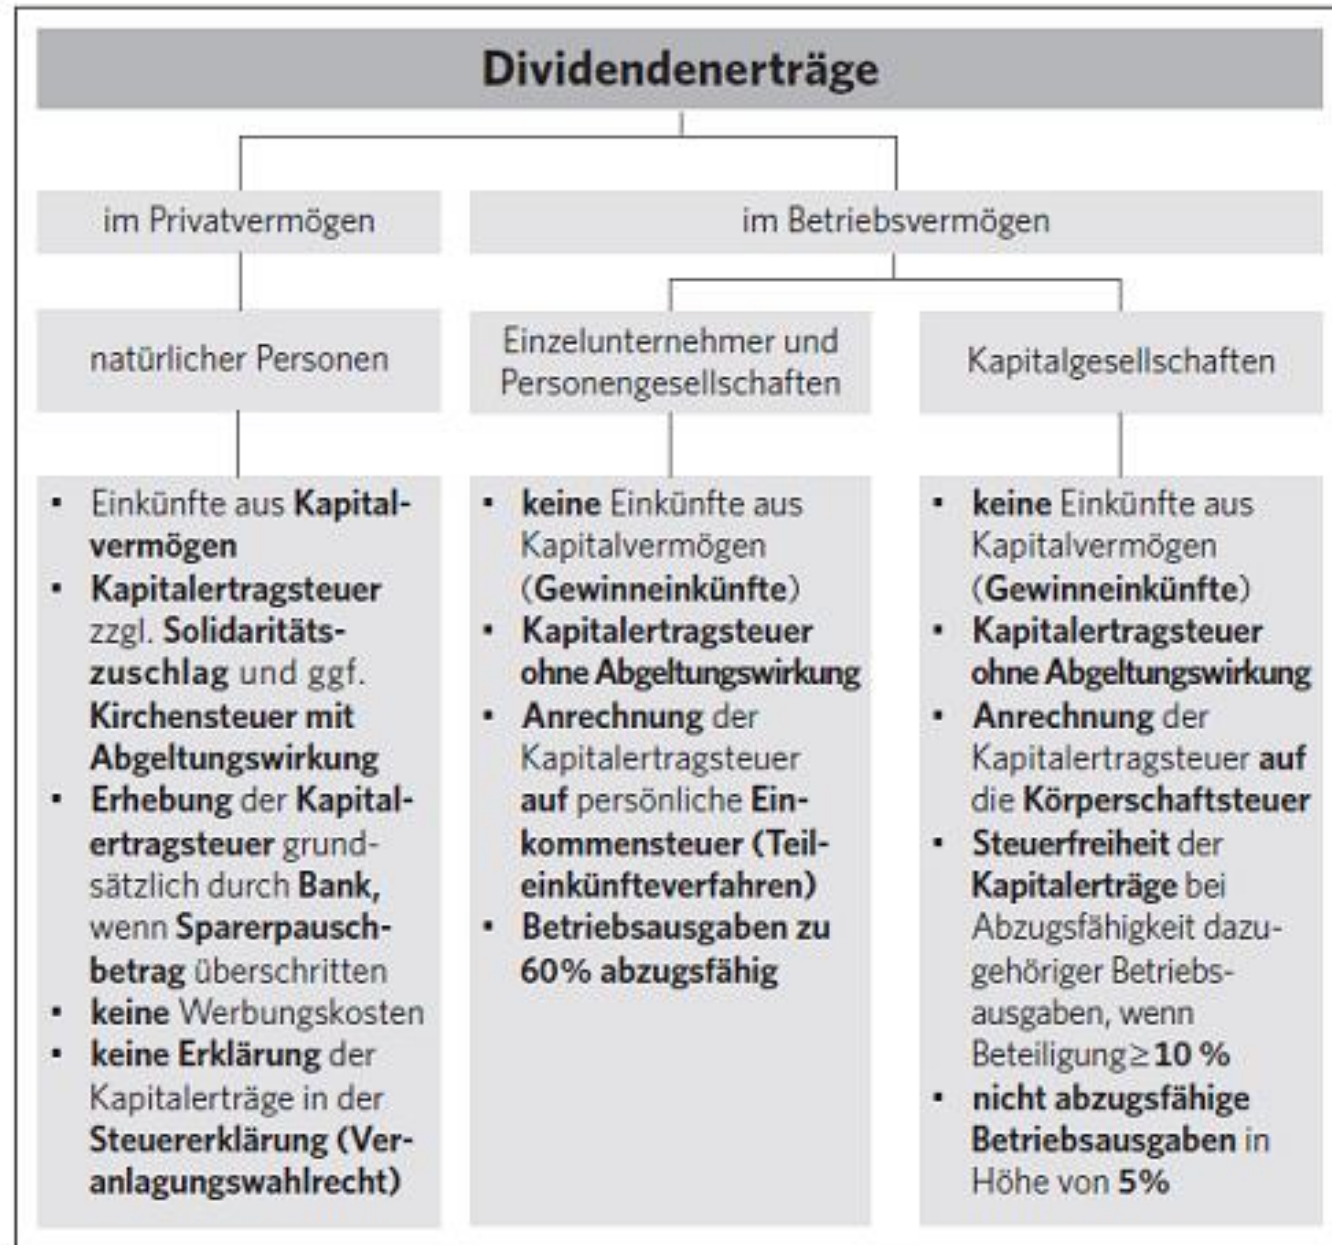 Dividendenerträge
im Privatvermögen
im Betriebsvermögen
natürlicher Personen
Einzelunternehmer und
Personengesellschaften
Kapitalgesellschaften
▪ Einkünfte aus Kapital-
vermögen
▪ Kapitalertragsteuer
zzgl. Solidaritäts-
zuschlag und ggf.
Kirchensteuer mit
Abgeltungswirkung
▪ Erhebung der Kapital-
ertragsteuer grund-
sätzlich durch Bank,
wenn Sparerpausch-
betrag überschritten
▪ keine Werbungskosten
▪ keine Erklärung der
Kapitalerträge in der
Steuererklärung (Ver-
anlagungswahlrecht)
▪ keine Einkünfte aus
Kapitalvermögen
(Gewinneinkünfte)
▪ Kapitalertragsteuer
ohne Abgeltungswirkung
▪ Anrechnung der
Kapitalertragsteuer
auf persönliche Ein-
kommensteuer (Teil-
einkünfteverfahren)
▪ Betriebsausgaben zu
60% abzugsfähig
▪ keine Einkünfte aus
Kapitalvermögen
(Gewinneinkünfte)
▪ Kapitalertragsteuer
ohne Abgeltungswirkung
▪ Anrechnung der
Kapitalertragsteuer auf
die Körperschaftsteuer
▪ Steuerfreiheit der
Kapitalerträge bei
Abzugsfähigkeit dazu-
gehöriger Betriebs-
ausgaben, wenn
Beteiligung ≥ 10 %
▪ nicht abzugsfähige
Betriebsausgaben in
Höhe von 5%